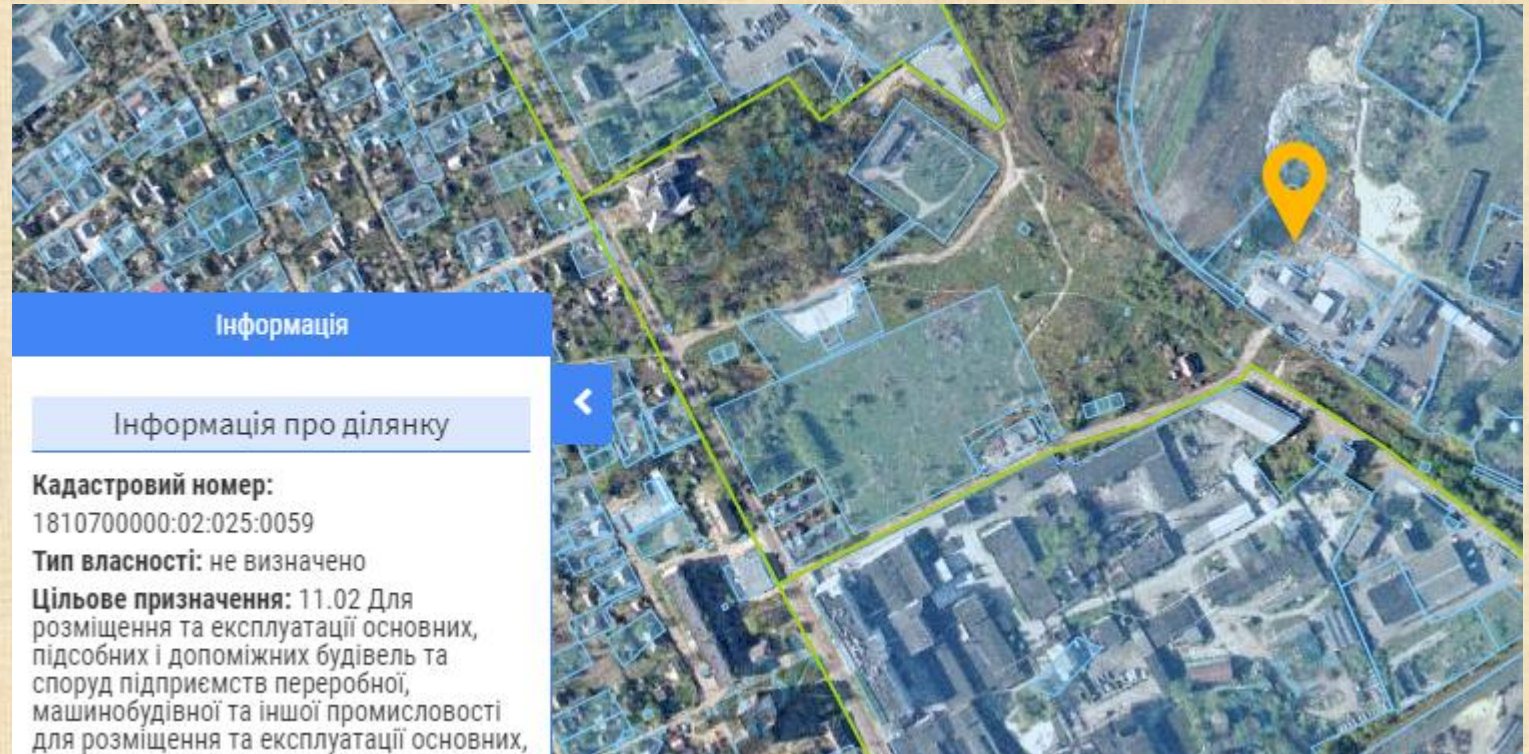 Інформація
Інформація про ділянку
Кадастровий номер:
1810700000:02:025:0059
Тип власності: не визначено
Цільове призначення: 11.02 Для
розміщення та експлуатації основних,
підсобних і допоміжних будівель та
споруд підприємств переробної,
машинобудівної та іншої промисловості
для розміщення та експлуатації основних,